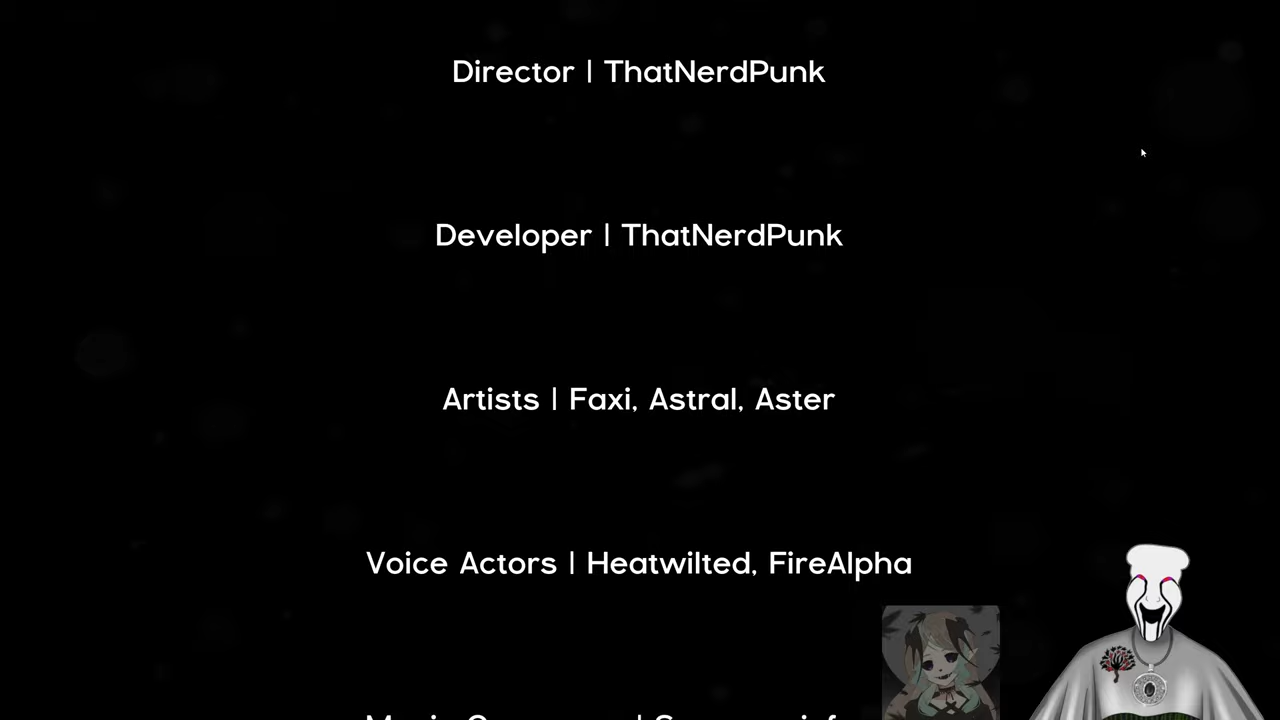 Director | ThatNerdPunk
Developer | ThatNerdPunk
Artists | Faxi, Astral, Aster
Voice Actors | Heatwilted, FireAlpha